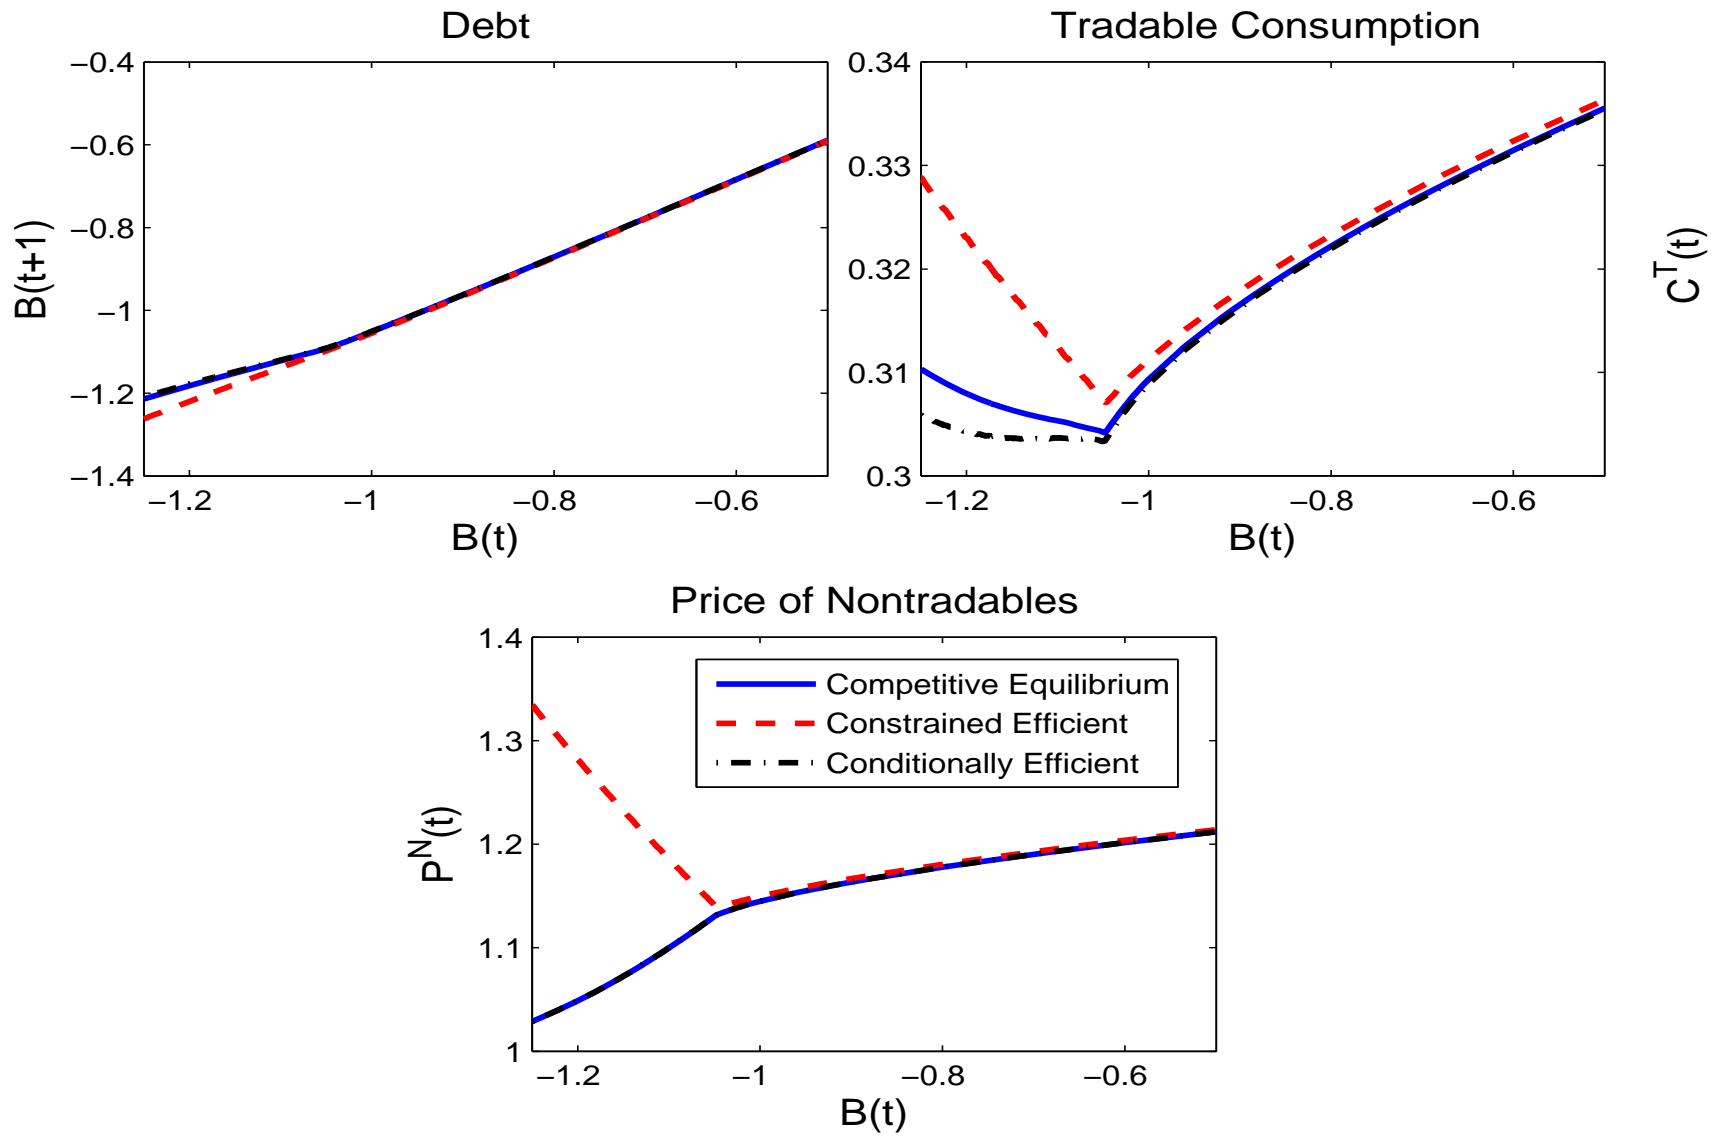 Debt
−0.4
−0.6
−0.8
−1
−1.2
−1.4
B(t+1)
−1.2
−1
−0.8
−0.6
B(t)
Tradable Consumption
0.34
0.33
0.32
0.31
0.3
C^T(t)
−1.2
−1
−0.8
−0.6
B(t)
Price of Nontradables
1.4
1.3
1.2
1.1
1
P^N(t)
Competitive Equilibrium
Constrained Efficient
Conditionally Efficient
−1.2
−1
−0.8
−0.6
B(t)